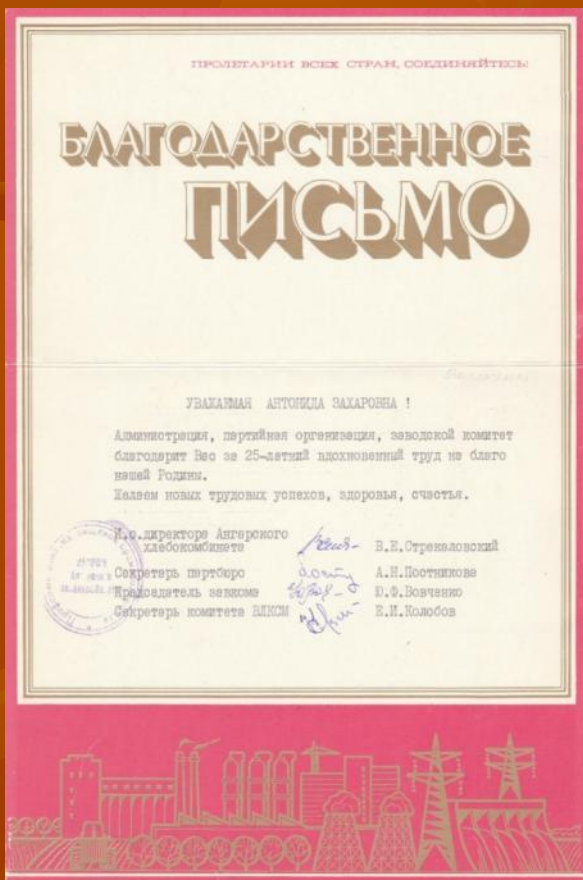 ПРОЛЕТАРИИ ВСЕХ СТРАН, СОЕДИНЯЙТЕСЬ!
БЛАГОДАРСТВЕННОЕ
ПИСЬМО
УВАЖАЕМАЯ АНТОНИДА ЗАХАРОВНА !
Администрация, партийная организация, заводской комитет
благодарит Вас за 25-летний вдохновенный труд на благо
нашей Родины.
Желаем новых трудовых успехов, здоровья, счастья.
И.о.директора Ангарского
хлебокомбината В.Е.Стрекаловский
Секретарь партбюро А.Н.Постникова
Председатель завкома Ю.Ф.Вовченко
Секретарь комитета ВЛКСМ Е.И.Колобов